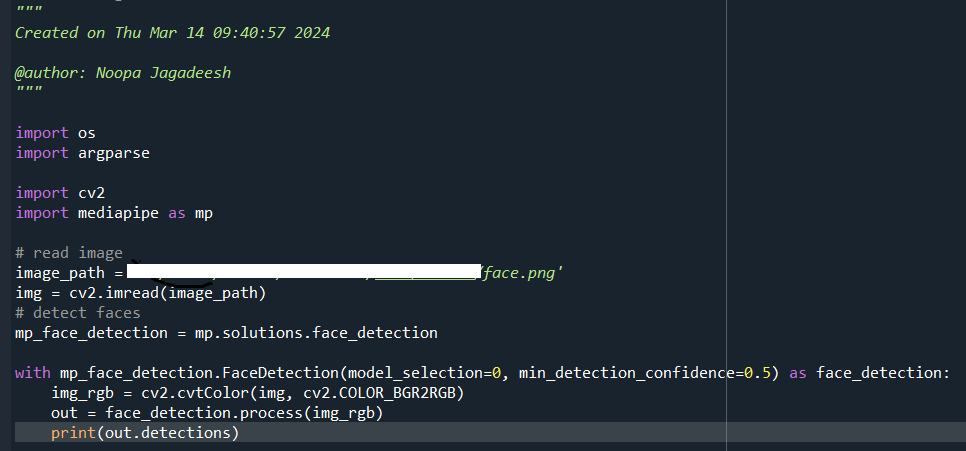 """
Created on Thu Mar 14 09:40:57 2024
@author: Noopa Jagadeesh
"""
import os
import argparse
import cv2
import mediapipe as mp
# read image
image_path = /face.png'
img = cv2.imread(image_path)
# detect faces
mp_face_detection = mp.solutions.face_detection
with mp_face_detection.FaceDetection(model_selection=0, min_detection_confidence=0.5) as face_detection:
    img_rgb = cv2.cvtColor(img, cv2.COLOR_BGR2RGB)
    out = face_detection.process(img_rgb)
    print(out.detections)